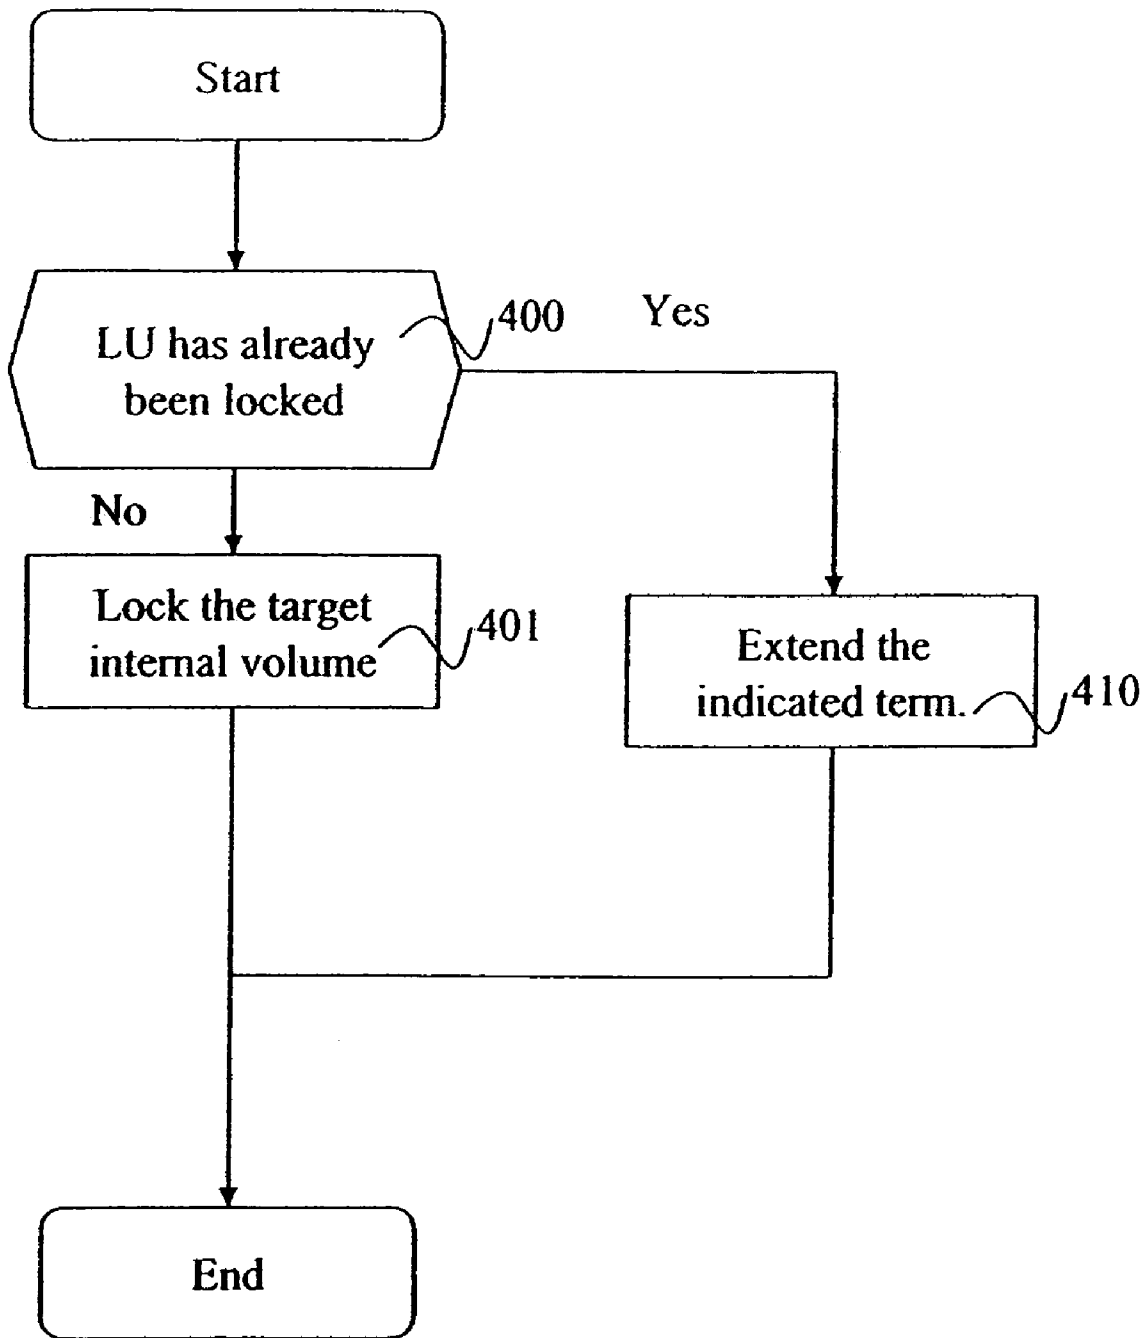 Start
LU has already
been locked
400
Yes
No
Lock the target
internal volume
401
Extend the
indicated term.
410
End